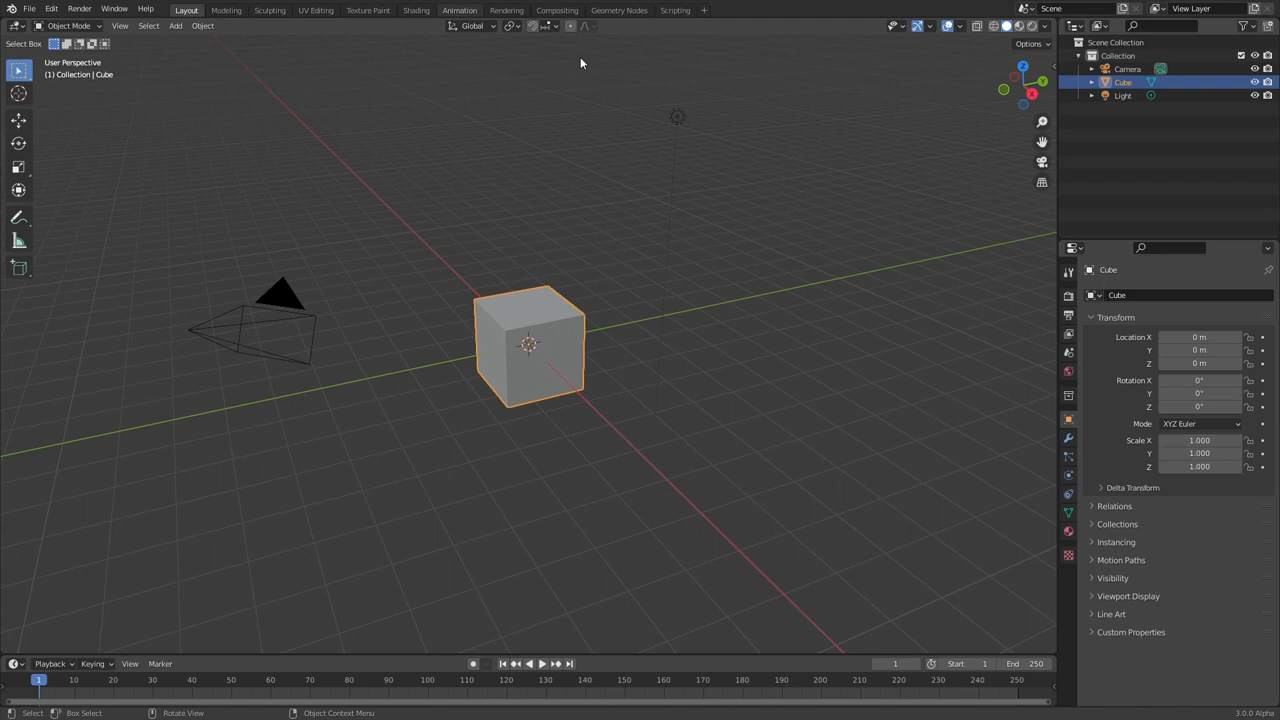 File Edit Render Window Help Layout Modeling Sculpting UV Editing Texture Paint Shading Animation Rendering Compositing Geometry Nodes Scripting + Scene View Layer
Object Mode View Select Add Object Global
Select Box Options
User Perspective
(1) Collection | Cube
Z
Y
X
Scene Collection
Collection
Camera
Cube
Light
Cube
Cube
Transform
Location X 0 m
Y 0 m
Z 0 m
Rotation X 0°
Y 0°
Z 0°
Mode XYZ Euler
Scale X 1.000
Y 1.000
Z 1.000
Delta Transform
Relations
Collections
Instancing
Motion Paths
Visibility
Viewport Display
Line Art
Custom Properties
Playback Keying View Marker 1 Start 1 End 250
1 10 20 30 40 50 60 70 80 90 100 110 120 130 140 150 160 170 180 190 200 210 220 230 240 250
Select Box Select Rotate View Object Context Menu 3.0.0 Alpha